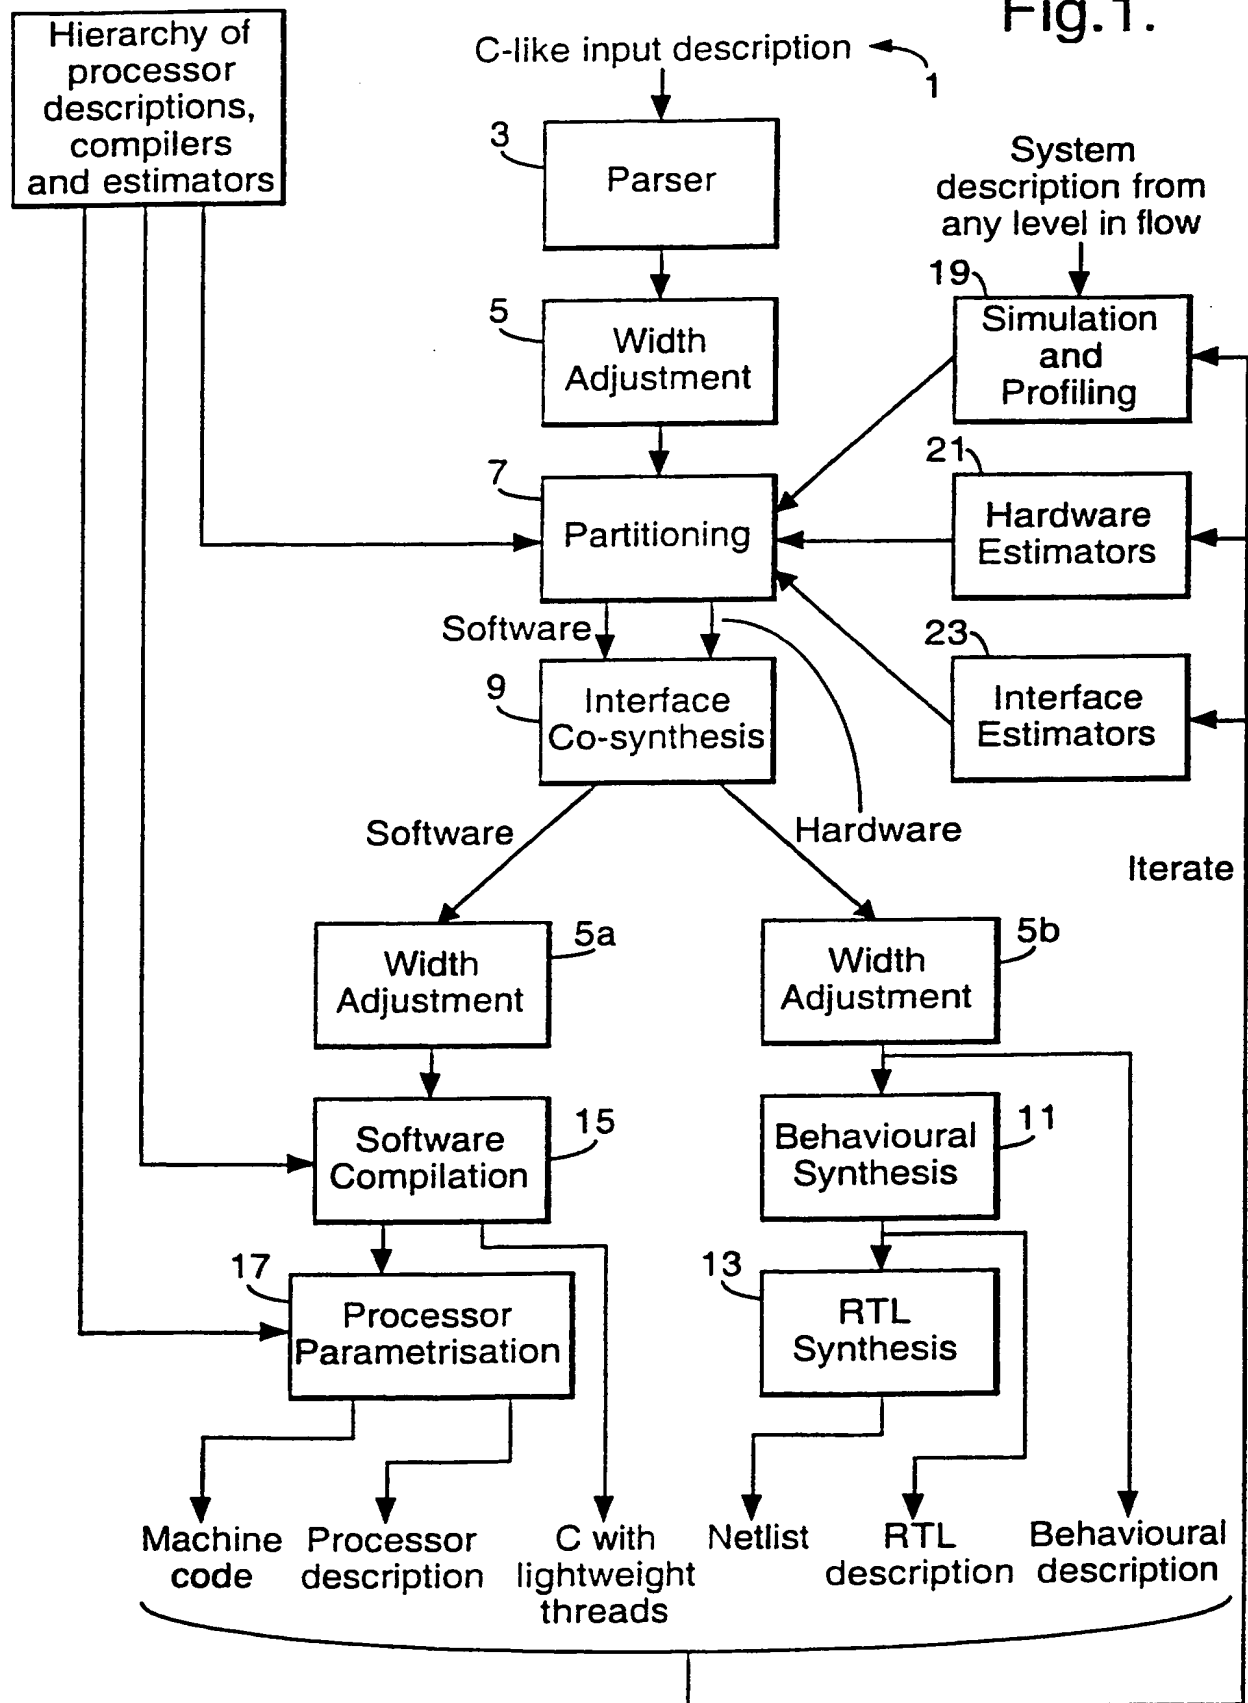 Fig.1.
Hierarchy of
processor
descriptions,
compilers
and estimators
C-like input description
1
3
Parser
System
description from
any level in flow
19
Simulation
and
Profiling
5
Width
Adjustment
7
Partitioning
21
Hardware
Estimators
Software
23
Interface
Estimators
9
Interface
Co-synthesis
Software
Hardware
Iterate
5a
Width
Adjustment
5b
Width
Adjustment
15
Software
Compilation
11
Behavioural
Synthesis
17
Processor
Parametrisation
13
RTL
Synthesis
Machine
code
Processor
description
C with
lightweight
threads
Netlist
RTL
description
Behavioural
description